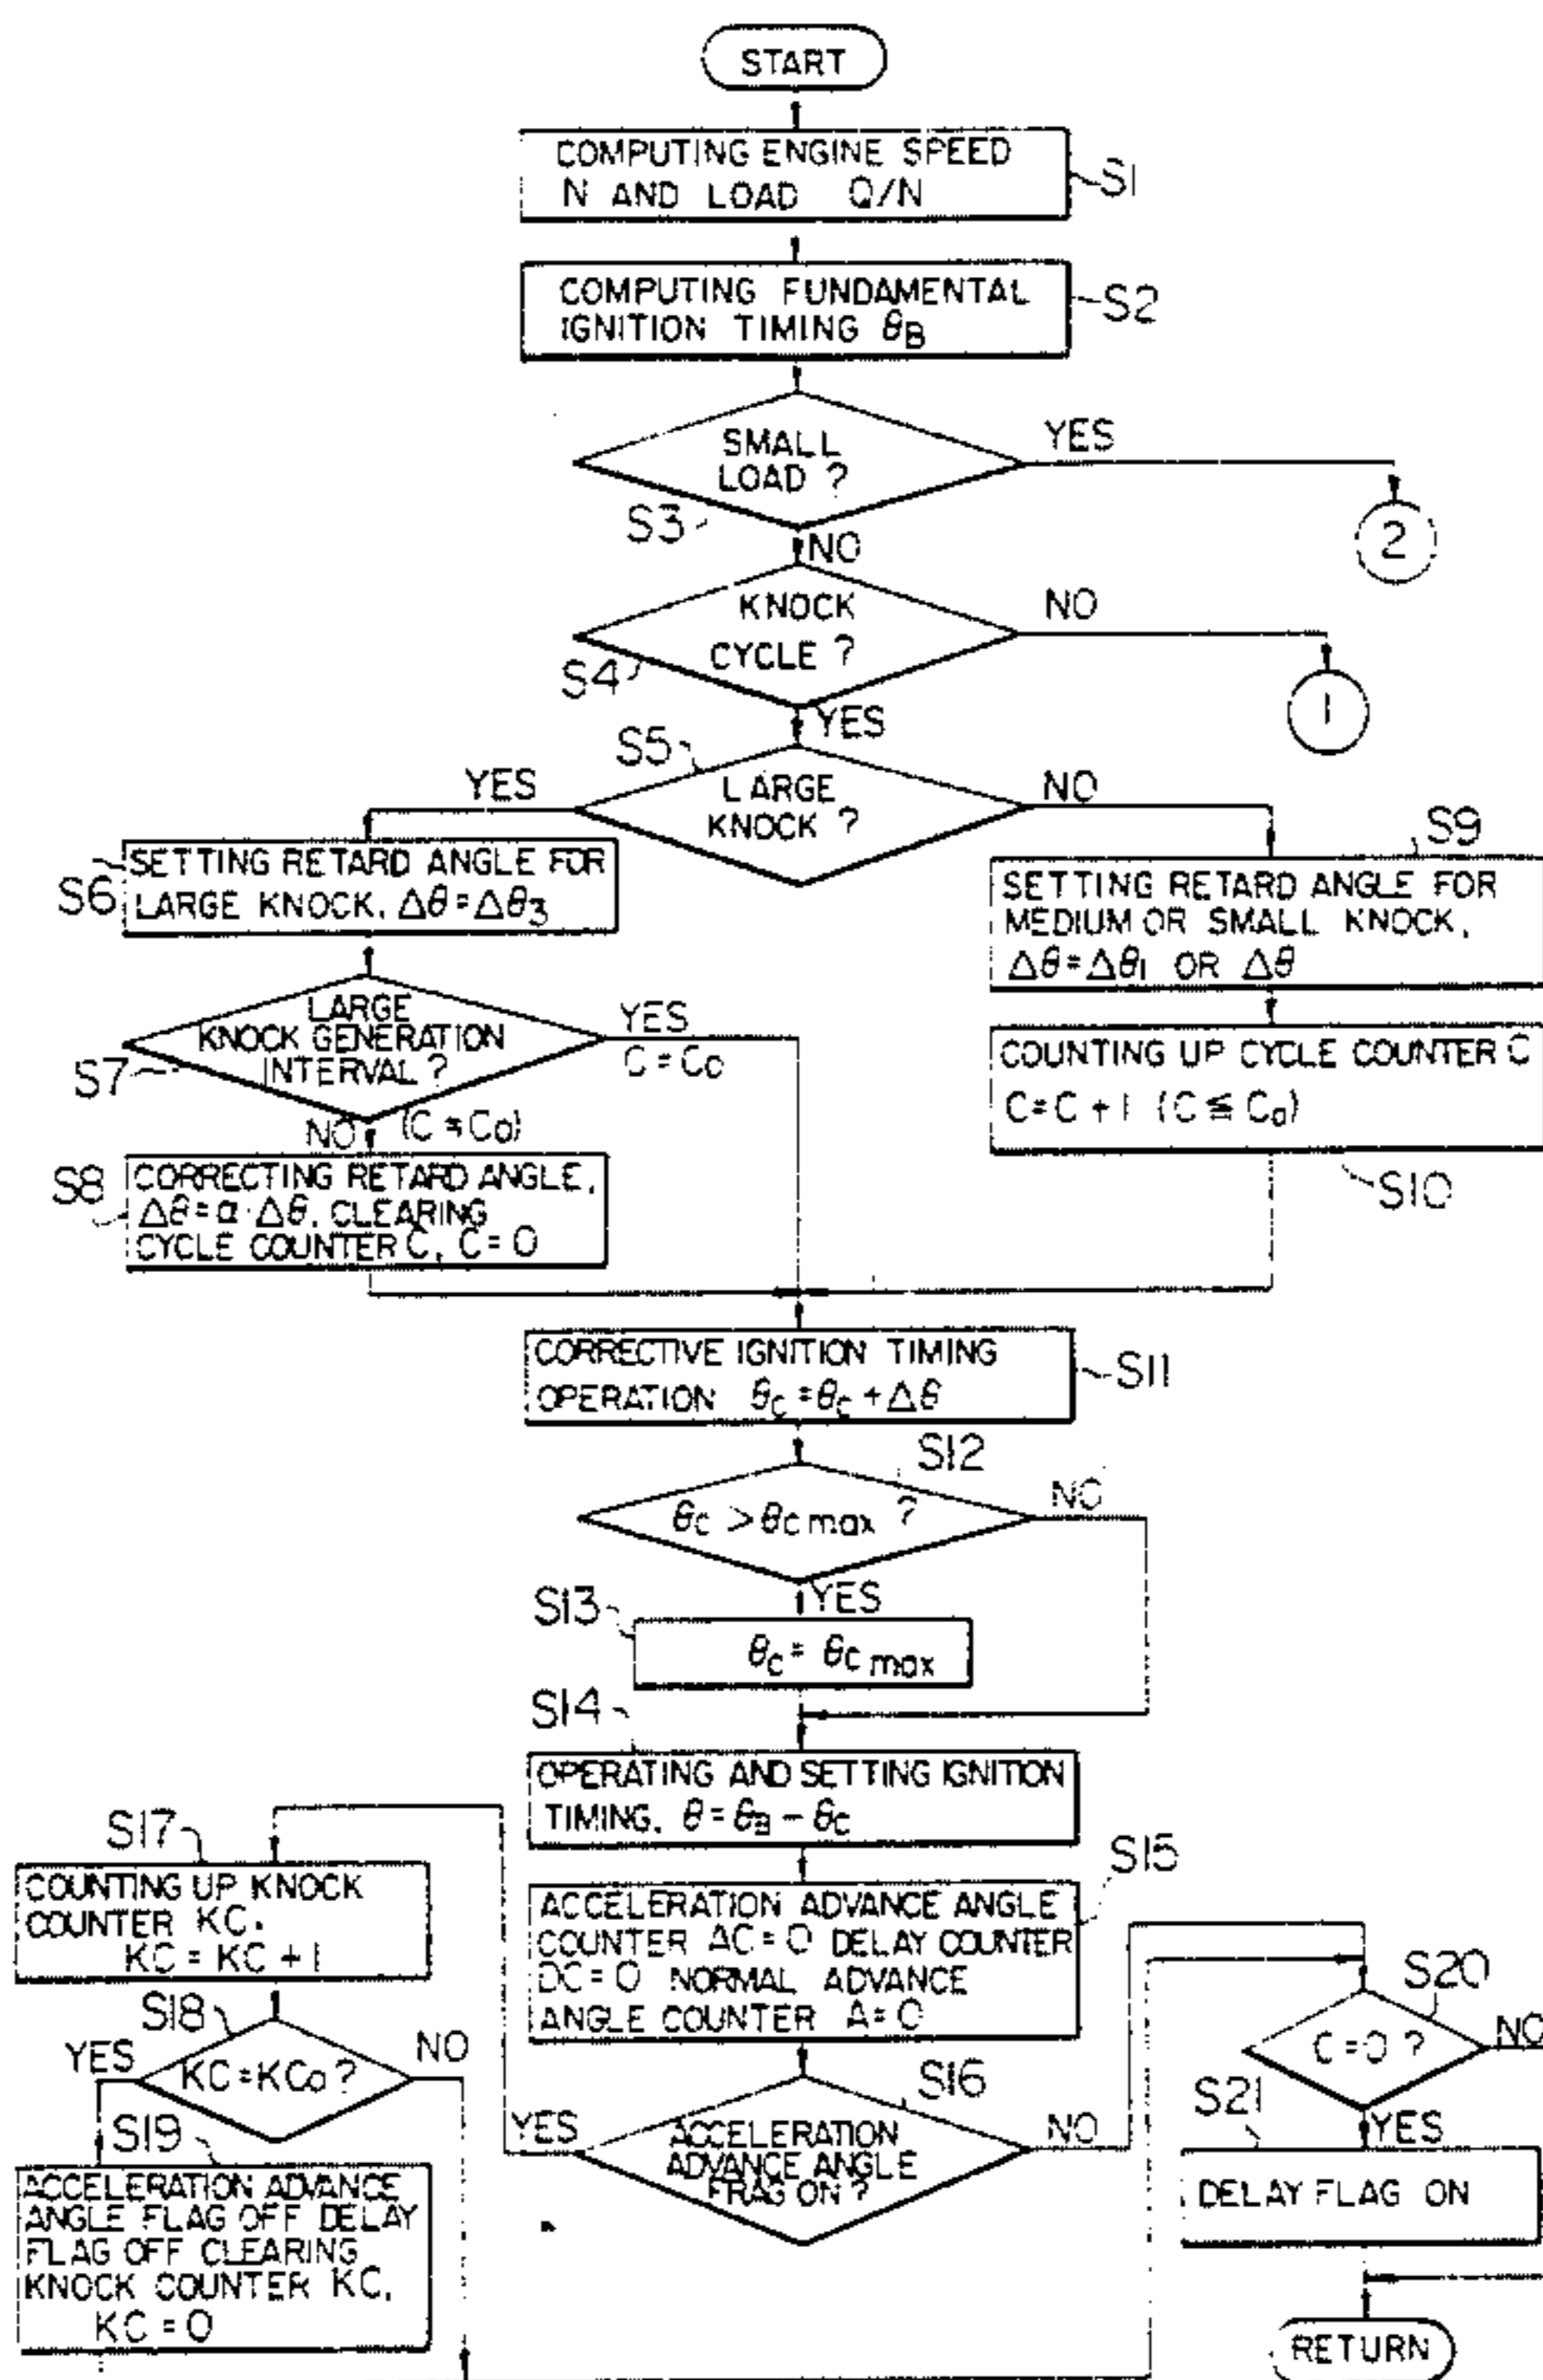 START
COMPUTING ENGINE SPEED
N AND LOAD Q/N
S1
COMPUTING FUNDAMENTAL
IGNITION TIMING θB
S2
SMALL
LOAD ?
YES
S3
NO
2
KNOCK
CYCLE ?
NO
S4
YES
1
S5
LARGE
KNOCK ?
YES
NO
S6
SETTING RETARD ANGLE FOR
LARGE KNOCK, Δθ=Δθ3
S9
SETTING RETARD ANGLE FOR
MEDIUM OR SMALL KNOCK,
Δθ=Δθ1 OR Δθ
LARGE
KNOCK GENERATION
INTERVAL ?
S7
YES
C = Co
NO (C ≠ Co)
COUNTING UP CYCLE COUNTER C
C = C + 1 (C ≦ Co)
S10
S8
CORRECTING RETARD ANGLE,
Δθ=α·Δθ, CLEARING
CYCLE COUNTER C, C=0
CORRECTIVE IGNITION TIMING
OPERATION θc = θc + Δθ
S11
S12
θc > θc max ?
NO
YES
S13
θc = θc max
S14
OPERATING AND SETTING IGNITION
TIMING, θ = θB - θc
S15
ACCELERATION ADVANCE ANGLE
COUNTER AC = 0 DELAY COUNTER
DC = 0 NORMAL ADVANCE
ANGLE COUNTER A = 0
S17
COUNTING UP KNOCK
COUNTER KC,
KC = KC + 1
S18
KC = KCo ?
YES
NO
S16
ACCELERATION
ADVANCE ANGLE
FRAG ON ?
YES
NO
S20
C = 0 ?
NO
YES
S21
DELAY FLAG ON
S19
ACCELERATION ADVANCE
ANGLE FLAG OFF DELAY
FLAG OFF CLEARING
KNOCK COUNTER KC,
KC = 0
RETURN